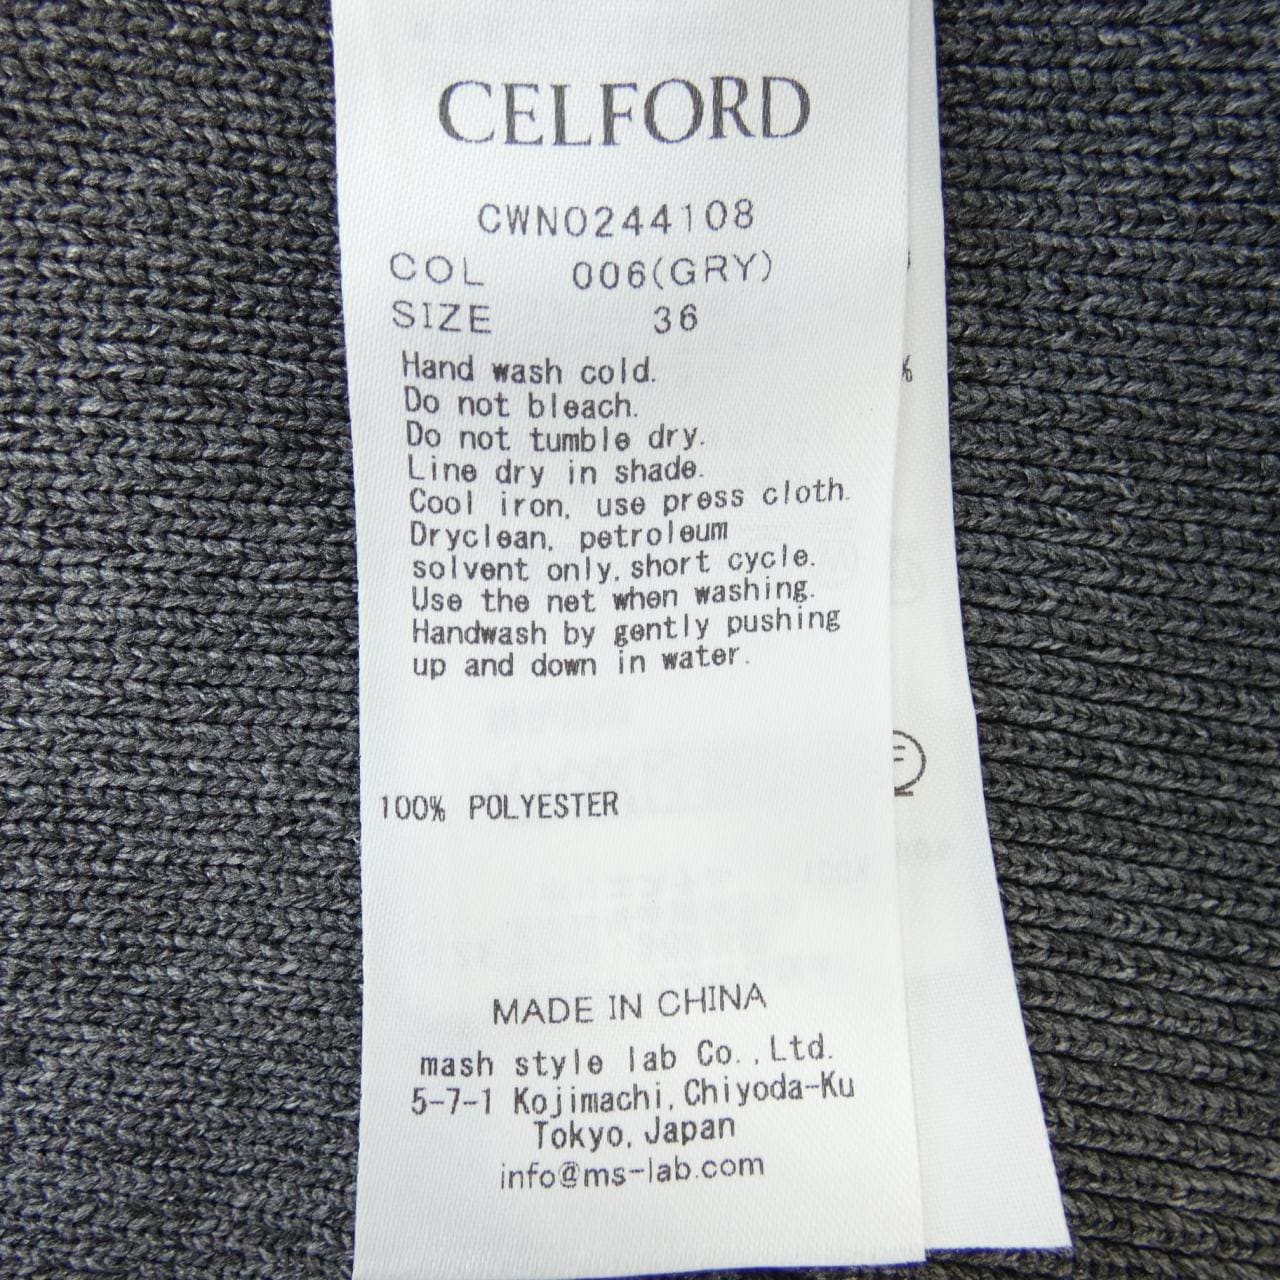 CELFORD
CWNO244108
COL 006(GRY)
SIZE 36
Hand wash cold.
Do not bleach.
Do not tumble dry.
Line dry in shade.
Cool iron, use press cloth.
Dryclean, petroleum
solvent only, short cycle.
Use the net when washing.
Handwash by gently pushing
up and down in water.
100% POLYESTER
MADE IN CHINA
mash style lab Co.,Ltd.
5-7-1 Kojimachi, Chiyoda-Ku
Tokyo, Japan
info@ms-lab.com
%
F